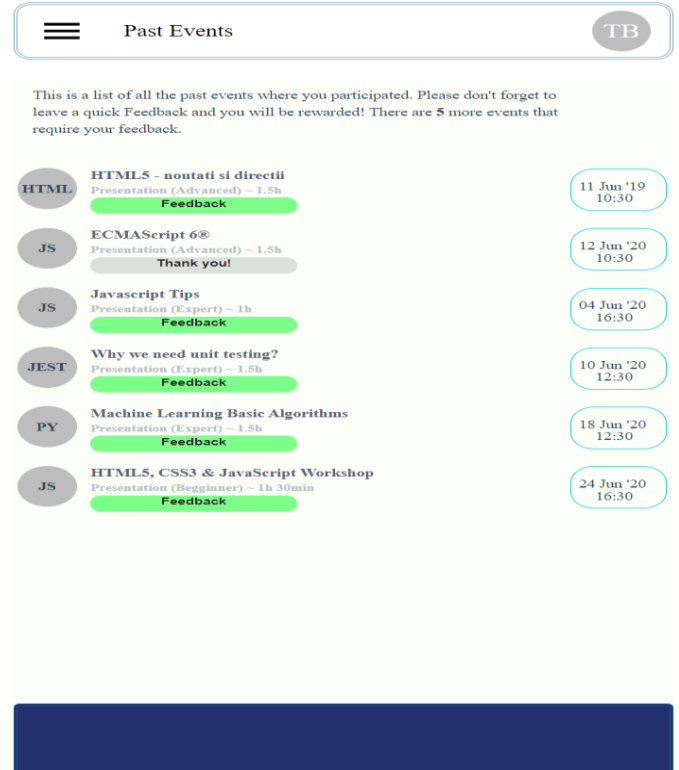 Past Events
TB
This is a list of all the past events where you participated. Please don't forget to
leave a quick Feedback and you will be rewarded! There are 5 more events that
require your feedback.
HTML
HTML5 - noutati si directii
Presentation (Advanced) ~ 1.5h
Feedback
11 Jun '19
10:30
JS
ECMAScript 6®
Presentation (Advanced) ~ 1.5h
Thank you!
12 Jun '20
10:30
JS
Javascript Tips
Presentation (Expert) ~ 1h
Feedback
04 Jun '20
16:30
JEST
Why we need unit testing?
Presentation (Expert) ~ 1.5h
Feedback
10 Jun '20
12:30
PY
Machine Learning Basic Algorithms
Presentation (Expert) ~ 1.5h
Feedback
18 Jun '20
12:30
JS
HTML5, CSS3 & JavaScript Workshop
Presentation (Begginner) ~ 1h 30min
Feedback
24 Jun '20
16:30